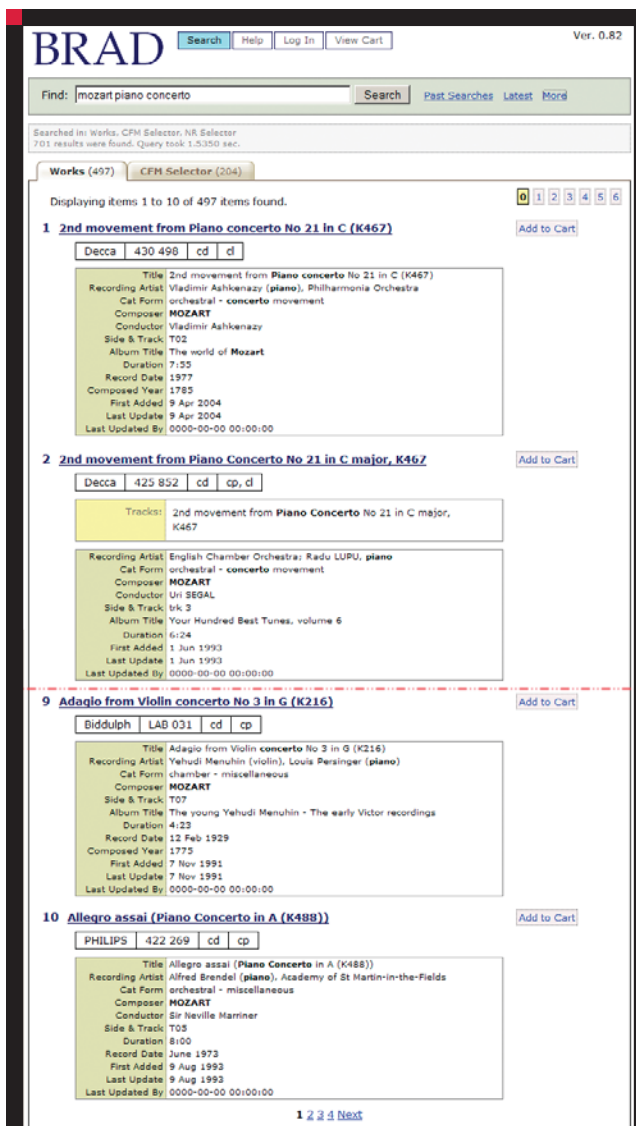 BRAD Search Help Log In View Cart Ver. 0.82
Find: mozart piano concerto Search Past Searches Latest More
Searched in: Works. CFM Selector. NR Selector
701 results were found. Query took 1.5350 sec.
Works (497) CFM Selector (204)
Displaying items 1 to 10 of 497 items found. 0 1 2 3 4 5 6
1 2nd movement from Piano concerto No 21 in C (K467) Add to Cart
Decca 430 498 cd cl
Title 2nd movement from Piano concerto No 21 in C (K467)
Recording Artist Vladimir Ashkenazy (piano), Philharmonia Orchestra
Cat Form orchestral - concerto movement
Composer MOZART
Conductor Vladimir Ashkenazy
Side & Track T02
Album Title The world of Mozart
Duration 7:55
Record Date 1977
Composed Year 1785
First Added 9 Apr 2004
Last Update 9 Apr 2004
Last Updated By 0000-00-00 00:00:00
2 2nd movement from Piano Concerto No 21 in C major, K467 Add to Cart
Decca 425 852 cd cp, cl
Tracks: 2nd movement from Piano Concerto No 21 in C major,
K467
Recording Artist English Chamber Orchestra; Radu LUPU, piano
Cat Form orchestral - concerto movement
Composer MOZART
Conductor Uri SEGAL
Side & Track trk 3
Album Title Your Hundred Best Tunes, volume 6
Duration 6:24
First Added 1 Jun 1993
Last Update 1 Jun 1993
Last Updated By 0000-00-00 00:00:00
9 Adagio from Violin concerto No 3 in G (K216) Add to Cart
Biddulph LAB 031 cd cp
Title Adagio from Violin concerto No 3 in G (K216)
Recording Artist Yehudi Menuhin (violin), Louis Persinger (piano)
Cat Form chamber - miscellaneous
Composer MOZART
Side & Track T07
Album Title The young Yehudi Menuhin - The early Victor recordings
Duration 4:23
Record Date 12 Feb 1929
Composed Year 1775
First Added 7 Nov 1991
Last Update 7 Nov 1991
Last Updated By 0000-00-00 00:00:00
10 Allegro assai (Piano Concerto in A (K488)) Add to Cart
PHILIPS 422 269 cd cp
Title Allegro assai (Piano Concerto in A (K488))
Recording Artist Alfred Brendel (piano), Academy of St Martin-in-the-Fields
Cat Form orchestral - miscellaneous
Composer MOZART
Conductor Sir Neville Marriner
Side & Track T05
Duration 8:00
Record Date June 1973
First Added 9 Aug 1993
Last Update 9 Aug 1993
Last Updated By 0000-00-00 00:00:00
1 2 3 4 Next